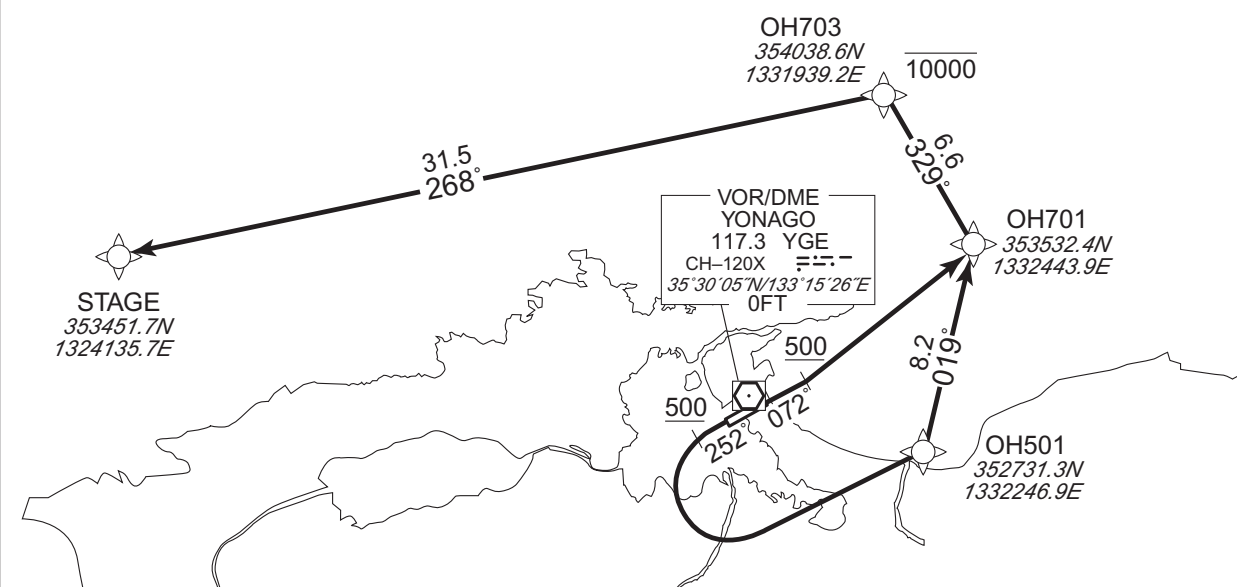 OH703
354038.6N
1331939.2E
10000
6.6
329°
31.5
268°
VOR/DME
YONAGO
117.3 YGE
CH–120X
35°30′05″N/133°15′26″E
0FT
OH701
353532.4N
1332443.9E
STAGE
353451.7N
1324135.7E
500
8.2
019°
500
072°
252°
OH501
352731.3N
1332246.9E